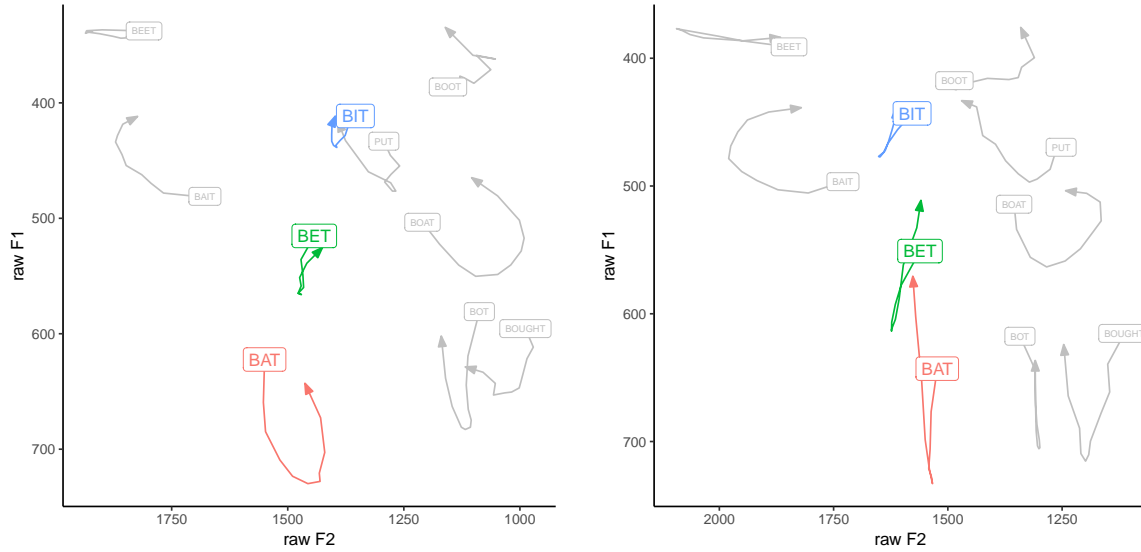 BEET
BOOT
BIT
PUT
BAIT
BOAT
BET
BOT
BOUGHT
BAT
400
500
600
700
raw F1
1750
1500
1250
1000
raw F2
BEET
BOOT
BIT
PUT
BAIT
BOAT
BET
BOT
BOUGHT
BAT
400
500
600
700
raw F1
2000
1750
1500
1250
raw F2